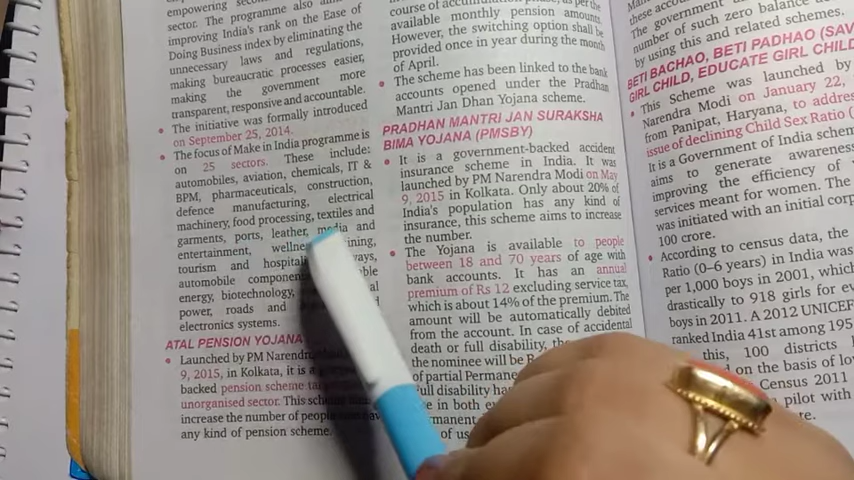 empowering
sector. The programme also aims
improving India's rank on the Ease of
Doing Business index by eliminating the
unnecessary laws and regulations,
making bureaucratic processes easier,
making the government more
transparent, responsive and accountable.
• The initiative was formally introduced
on September 25, 2014.
• The focus of Make in India programme is
on 25 sectors. These include:
automobiles, aviation, chemicals, IT &
BPM, pharmaceuticals, construction,
defence manufacturing, electrical
machinery, food processing, textiles and
garments, ports, leather, media and
entertainment,
tourism and
automobile
energy, biotechnology,
power, roads and
electronics systems.
ATAL PENSION YOJANA
• Launched by PM
9, 2015, in Kolkata, it is a
backed pension scheme
unorganised sector. This
increase the number of
any kind of pension scheme.
course of as per the
available monthly pension amounts.
However, the switching option shall be
provided once in year during the month
of April.
• The scheme has been linked to the bank
accounts opened under the Pradhan
Mantri Jan Dhan Yojana scheme.
PRADHAN MANTRI JAN SURAKSHA
BIMA YOJANA (PMSBY)
• It is a government-backed accident
insurance scheme in India. It was
launched by PM Narendra Modi on May
9, 2015 in Kolkata. Only about 20% of
India's population has any kind of
insurance, this scheme aims to increase
the number.
• The Yojana is available to people
between 18 and 70 years of age with
bank accounts. It has an annual
premium of Rs 12 excluding service tax,
which is about 14% of the premium. The
amount will be automatically debited
from the account. In case of accidental
death or full disability,
the nominee will be
of partial
disability
in both
of
these
The government
number of such zero balance
by using this and related schemes.
BETI BACHAO, BETI PADHAO (SAV
GIRL CHILD, EDUCATE GIRL CHILD
• This Scheme was launched by
Narendra Modi on January 22,
from Panipat, Haryana, to
issue of declining Child Sex Ratio (
It is a Government of India
aims to generate
improving the efficiency of
services meant for women. The
was initiated with an initial
100 crore.
• According to census data, the
Ratio (0–6 years) in India was
per 1,000 boys in 2001, which
drastically to 918 girls for
boys in 2011. A 2012 UNICEF
ranked India 41st among 195
this, 100 districts
on the basis of
Census 2011
pilot with